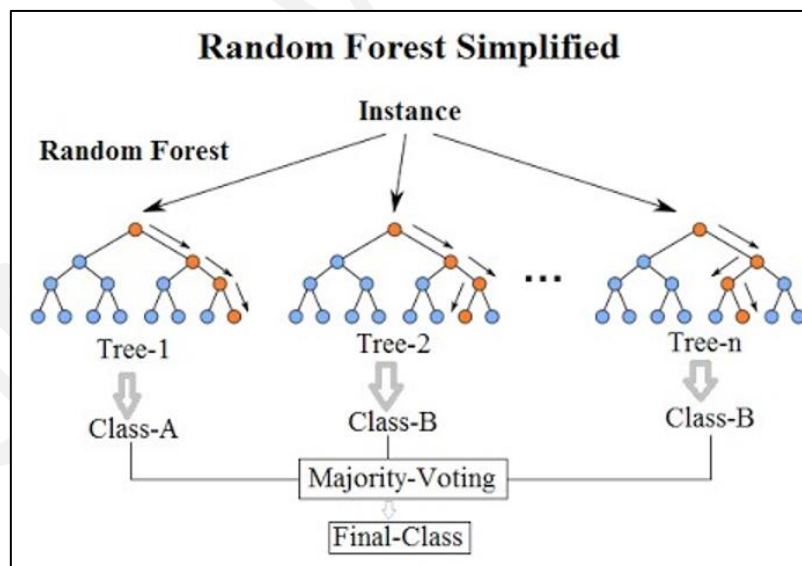 Random Forest Simplified
Instance
Random Forest
...
Tree-1 Tree-2 Tree-n
Class-A Class-B Class-B
Majority-Voting
Final-Class